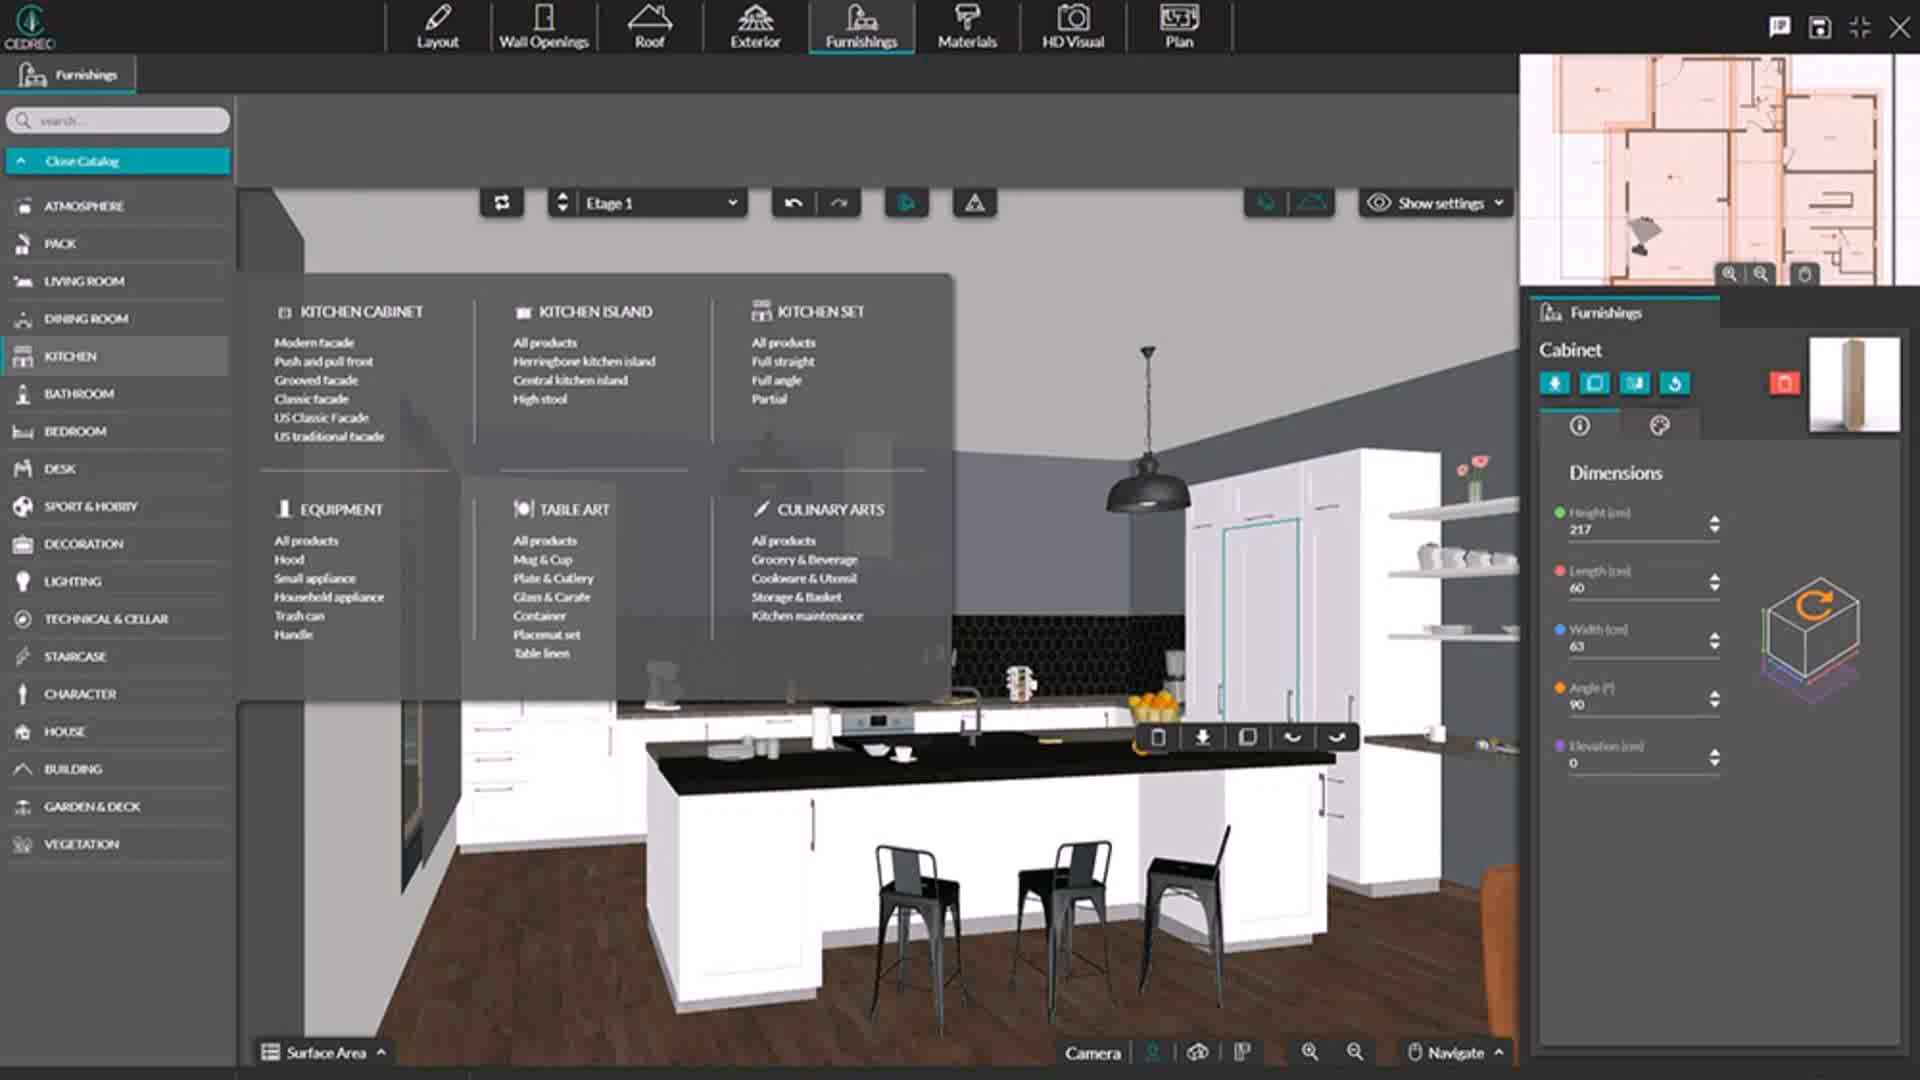 CEDREO
Layout
Wall Openings
Roof
Exterior
Furnishings
Materials
HD Visual
Plan
Furnishings
search...
Close Catalog
ATMOSPHERE
PACK
LIVING ROOM
DINING ROOM
KITCHEN
BATHROOM
BEDROOM
DESK
SPORT & HOBBY
DECORATION
LIGHTING
TECHNICAL & CELLAR
STAIRCASE
CHARACTER
HOUSE
BUILDING
GARDEN & DECK
VEGETATION
Etage 1
Show settings
KITCHEN CABINET
Modern facade
Push and pull front
Grooved facade
Classic facade
US Classic Facade
US traditional facade
KITCHEN ISLAND
All products
Herringbone kitchen island
Central kitchen island
High stool
KITCHEN SET
All products
Full straight
Full angle
Partial
EQUIPMENT
All products
Hood
Small appliance
Household appliance
Trash can
Handle
TABLE ART
All products
Mug & Cup
Plate & Cutlery
Glass & Carafe
Container
Placemat set
Table linen
CULINARY ARTS
All products
Grocery & Beverage
Cookware & Utensil
Storage & Basket
Kitchen maintenance
Furnishings
Cabinet
Dimensions
Height (cm)
217
Length (cm)
60
Width (cm)
63
Angle (°)
90
Elevation (cm)
0
Surface Area
Camera
Navigate